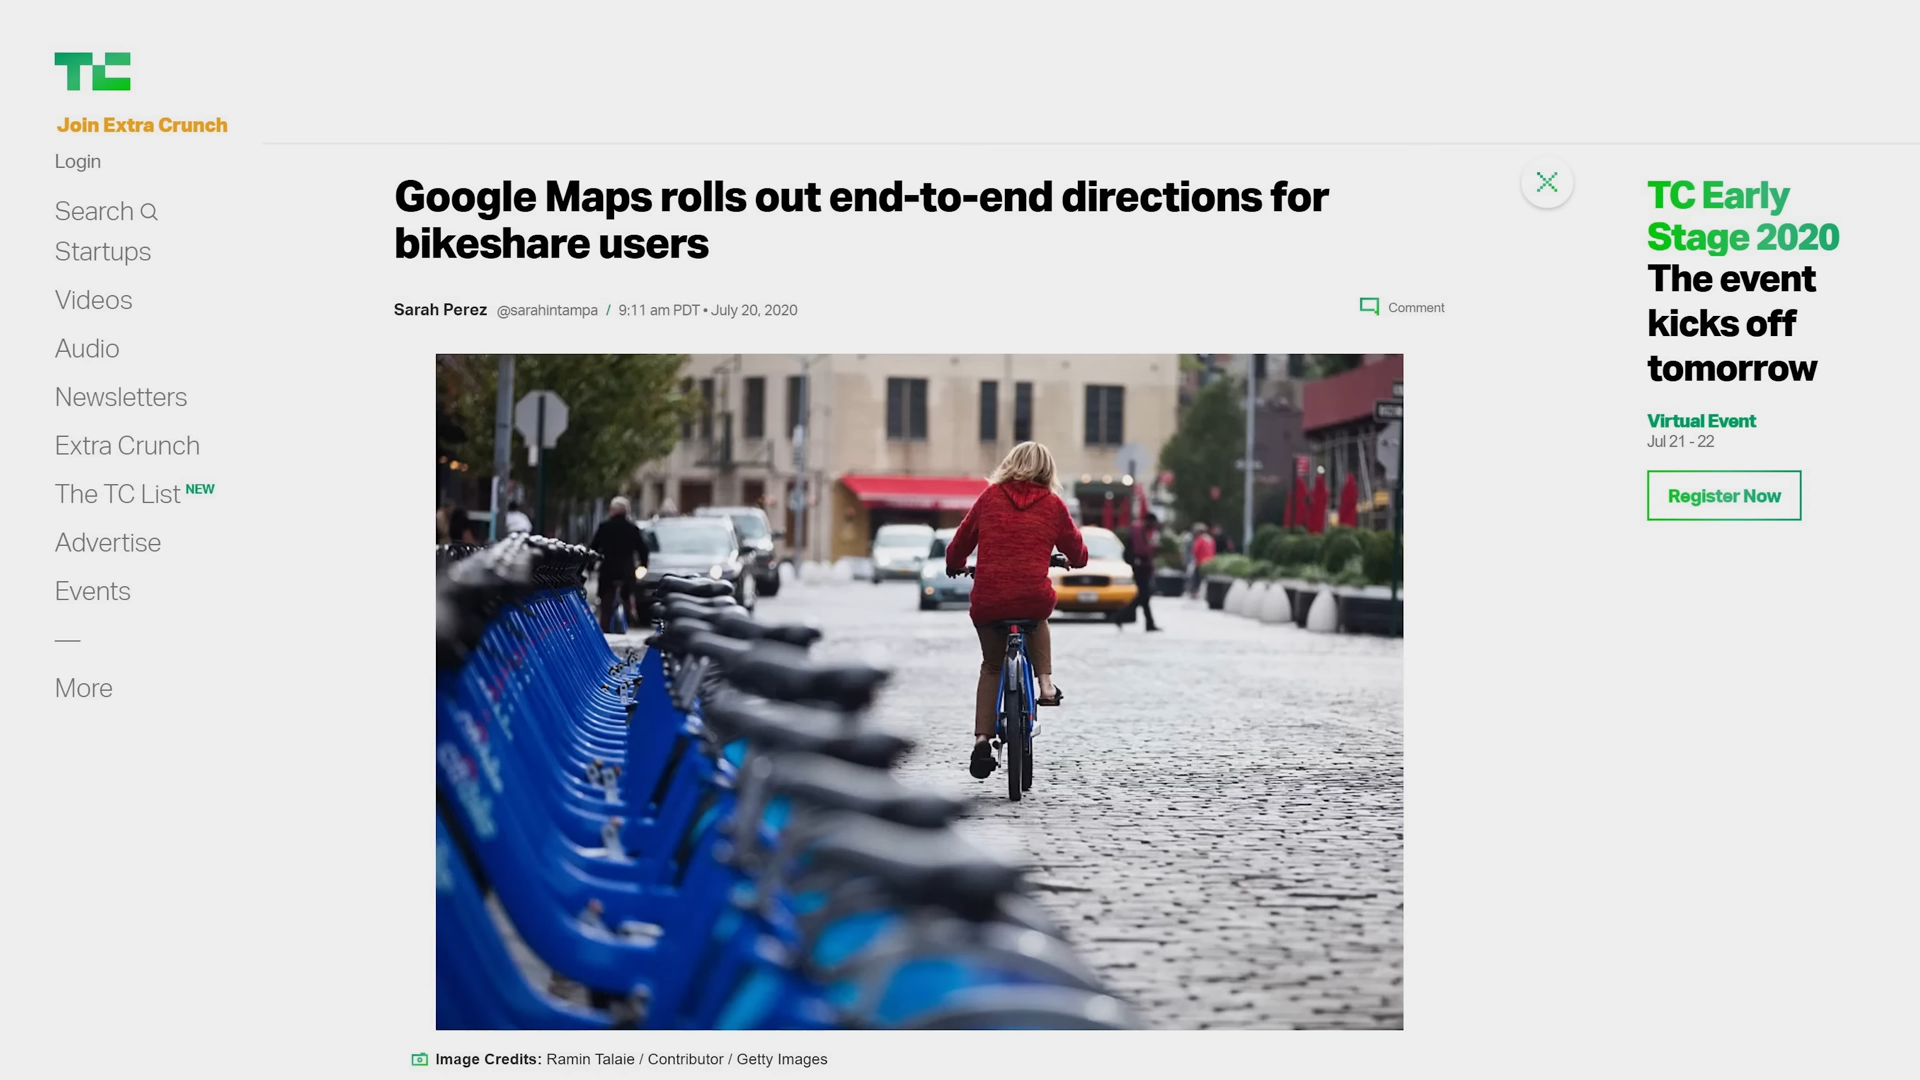 TC
Join Extra Crunch
Login
Search
Startups
Videos
Audio
Newsletters
Extra Crunch
The TC List NEW
Advertise
Events
—
More
Google Maps rolls out end-to-end directions for
bikeshare users
Sarah Perez @sarahintampa / 9:11 am PDT • July 20, 2020
Comment
Image Credits: Ramin Talaie / Contributor / Getty Images
TC Early
Stage 2020
The event
kicks off
tomorrow
Virtual Event
Jul 21 - 22
Register Now